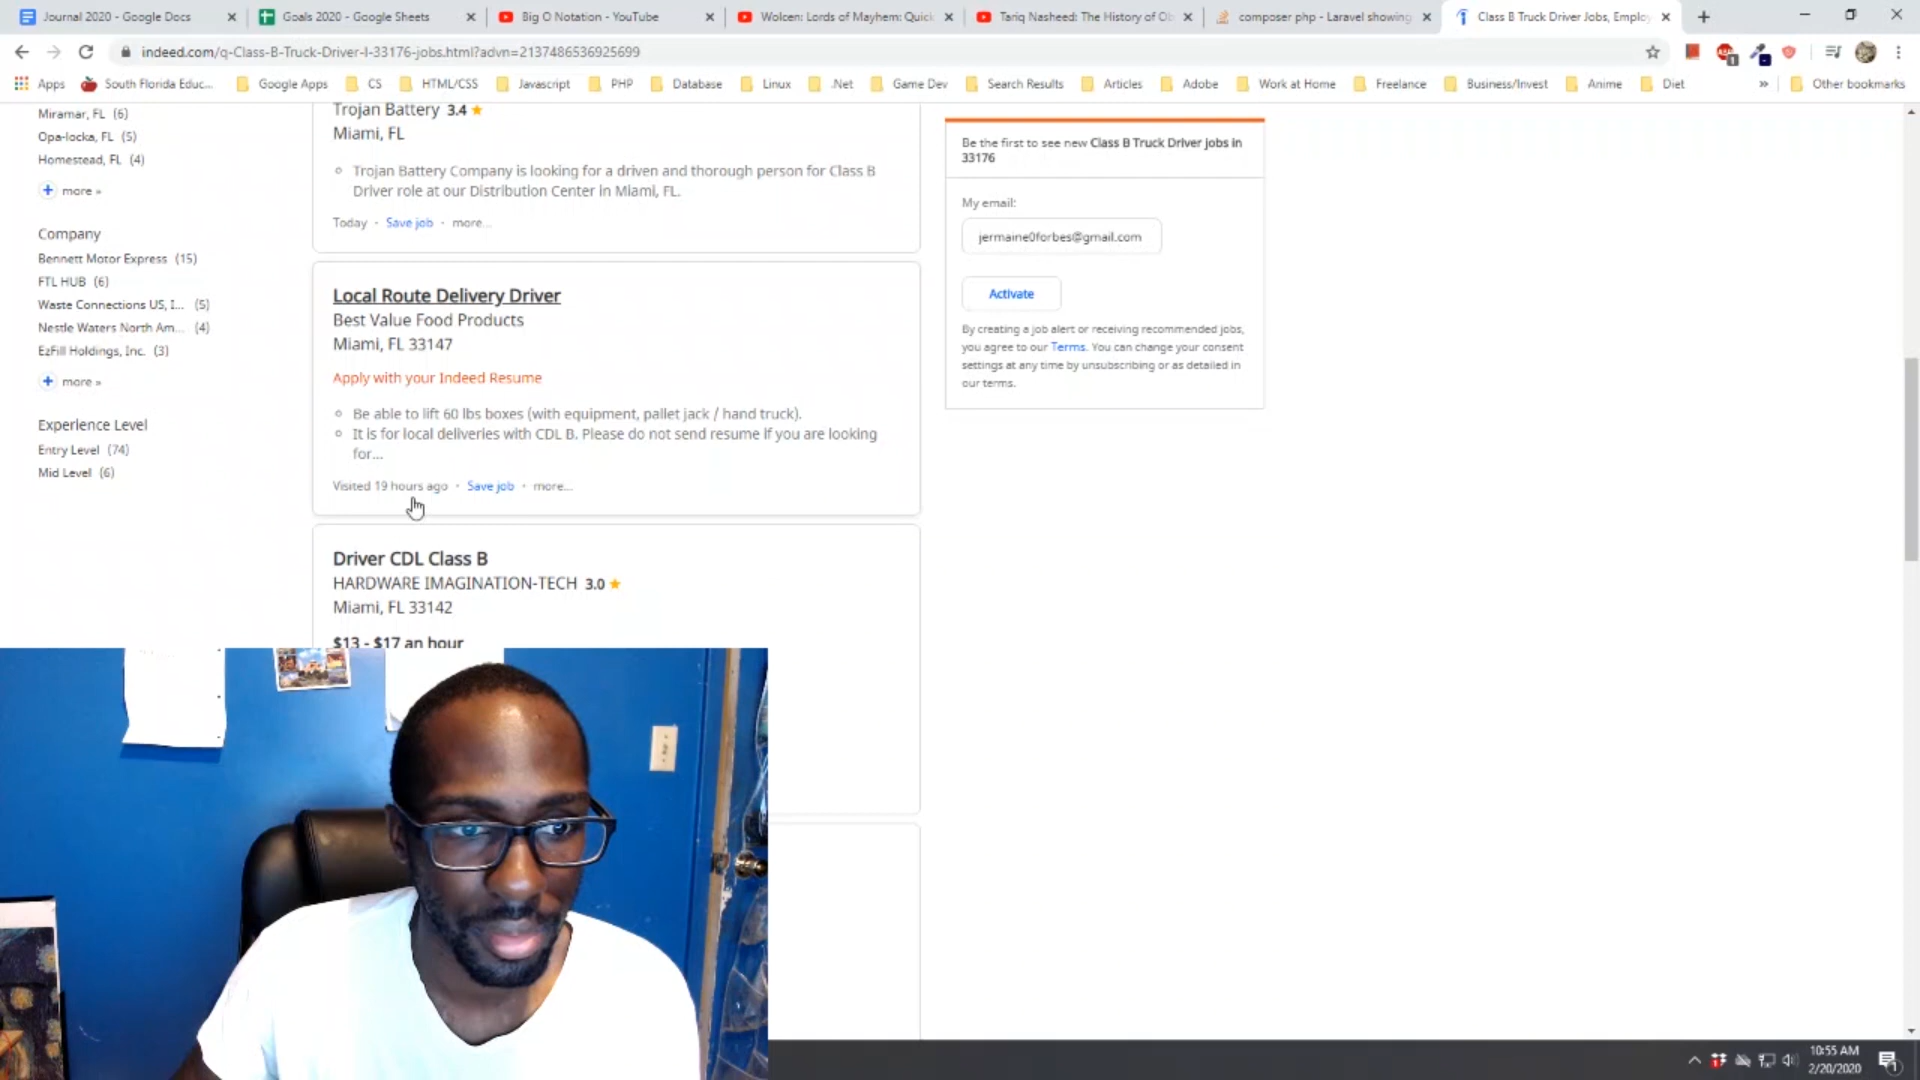 Journal 2020 - Google Docs
Goals 2020 - Google Sheets
Big O Notation - YouTube
Wolcen: Lords of Mayhem: Quic
Tariq Nasheed: The History of Ob
composer php - Laravel showing
Class B Truck Driver Jobs, Emplo
indeed.com/q-Class-B-Truck-Driver-l-33176-jobs.html?advn=2137486536925699
Apps
South Florida Educ...
Google Apps
CS
HTML/CSS
Javascript
PHP
Database
Linux
.Net
Game Dev
Search Results
Articles
Adobe
Work at Home
Freelance
Business/Invest
Anime
Diet
»
Other bookmarks
Miramar, FL (6)
Opa-locka, FL (5)
Homestead, FL (4)
+ more »
Company
Bennett Motor Express (15)
FTL HUB (6)
Waste Connections US, I... (5)
Nestle Waters North Am... (4)
EzFill Holdings, Inc. (3)
+ more »
Experience Level
Entry Level (74)
Mid Level (6)
Trojan Battery 3.4 ★
Miami, FL
Trojan Battery Company is looking for a driven and thorough person for Class B
Driver role at our Distribution Center in Miami, FL.
Today - Save job - more...
Local Route Delivery Driver
Best Value Food Products
Miami, FL 33147
Apply with your Indeed Resume
Be able to lift 60 lbs boxes (with equipment, pallet jack / hand truck).
It is for local deliveries with CDL B. Please do not send resume if you are looking
for...
Visited 19 hours ago - Save job - more...
Driver CDL Class B
HARDWARE IMAGINATION-TECH 3.0 ★
Miami, FL 33142
$13 - $17 an hour
Be the first to see new Class B Truck Driver jobs in
33176
My email:
jermaine0forbes@gmail.com
Activate
By creating a job alert or receiving recommended jobs,
you agree to our Terms. You can change your consent
settings at any time by unsubscribing or as detailed in
our terms.
10:55 AM
2/20/2020